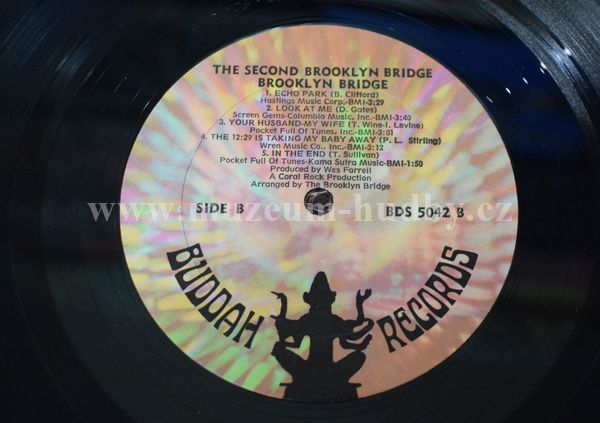 THE SECOND BROOKLYN BRIDGE
BROOKLYN BRIDGE
1. ECHO PARK (B. Clifford)
Hastings Music Corp.-BMI-3:29
2. LOOK AT ME (D. Gates)
Screen Gems-Columbia Music, Inc.-BMI-3:40
3. YOUR HUSBAND-MY WIFE (T. Wine-I. Levine)
Pocket Full Of Tunes, Inc.-BMI-3:01
4. THE 12:29 IS TAKING MY BABY AWAY (P. L. Stirling)
Wren Music Co., Inc.-BMI-3:12
5. IN THE END (T. Sullivan)
Pocket Full Of Tunes-Kama Sutra Music-BMI-1:50
Produced by Wes Farrell
A Coral Rock Production
Arranged by The Brooklyn Bridge
SIDE B
BDS 5042 B
www.muzeum-hudby.cz
BUDDAH RECORDS